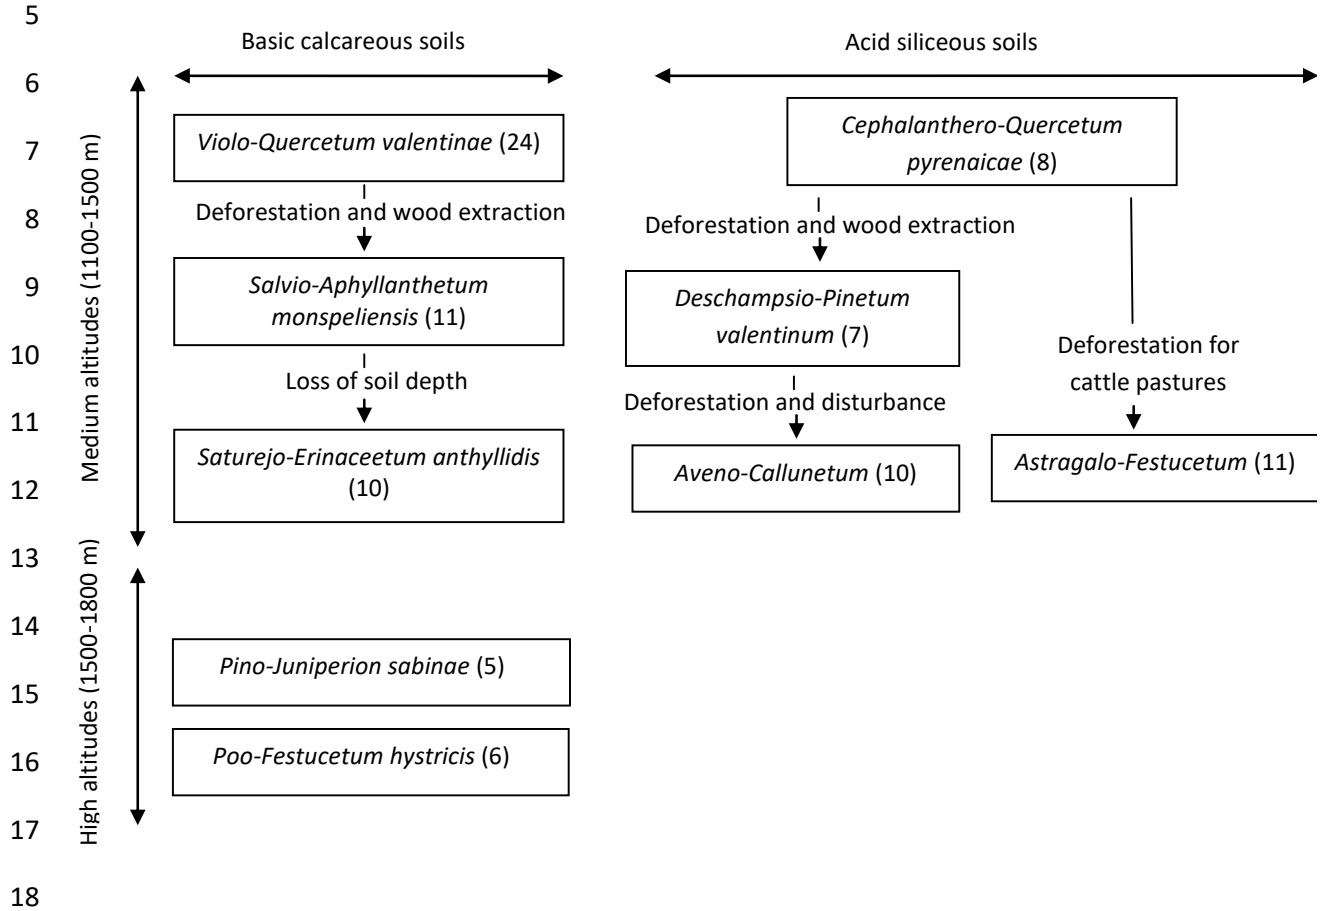 5
Basic calcareous soils
Acid siliceous soils
6
Medium altitudes (1100-1500 m)
7
Violo-Quercetum valentinae (24)
Cephalanthero-Quercetum
pyrenaicae (8)
8
Deforestation and wood extraction
Deforestation and wood extraction
9
Salvio-Aphyllanthetum
monspeliensis (11)
Deschampsio-Pinetum
valentinum (7)
10
Loss of soil depth
Deforestation for
cattle pastures
11
Deforestation and disturbance
Saturejo-Erinaceetum anthyllidis
(10)
Aveno-Callunetum (10)
Astragalo-Festucetum (11)
12
13
High altitudes (1500-1800 m)
14
Pino-Juniperion sabinae (5)
15
16
Poo-Festucetum hystricis (6)
17
18